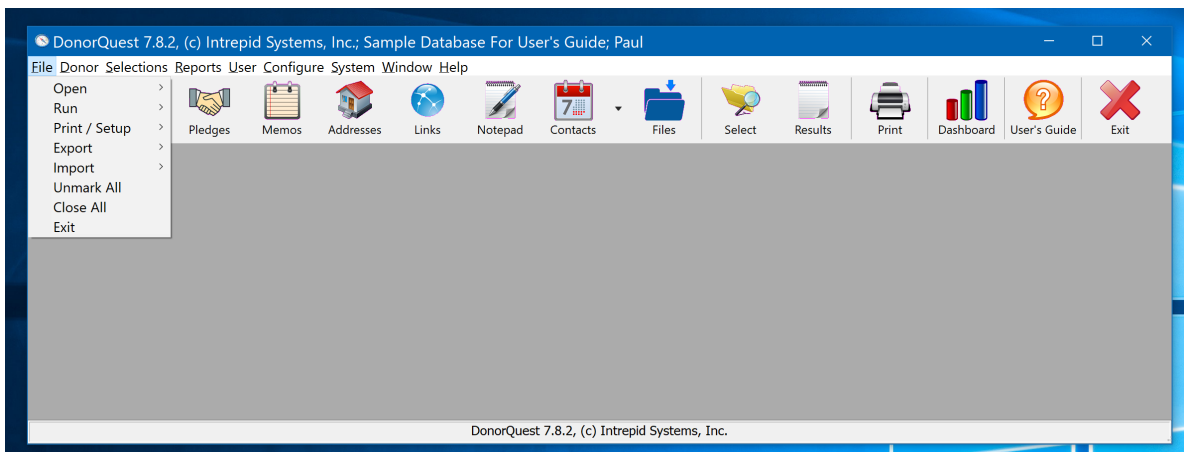 DonorQuest 7.8.2, (c) Intrepid Systems, Inc.; Sample Database For User's Guide; Paul
File Donor Selections Reports User Configure System Window Help
Open
Run
Print / Setup
Export
Import
Unmark All
Close All
Exit
7
Pledges Memos Addresses Links Notepad Contacts Files Select Results Print Dashboard User's Guide Exit
DonorQuest 7.8.2, (c) Intrepid Systems, Inc.